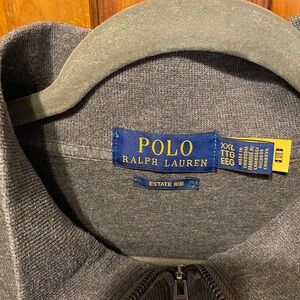 POLO
RALPH LAUREN
ESTATE RIB
XXL
TTG
EEG